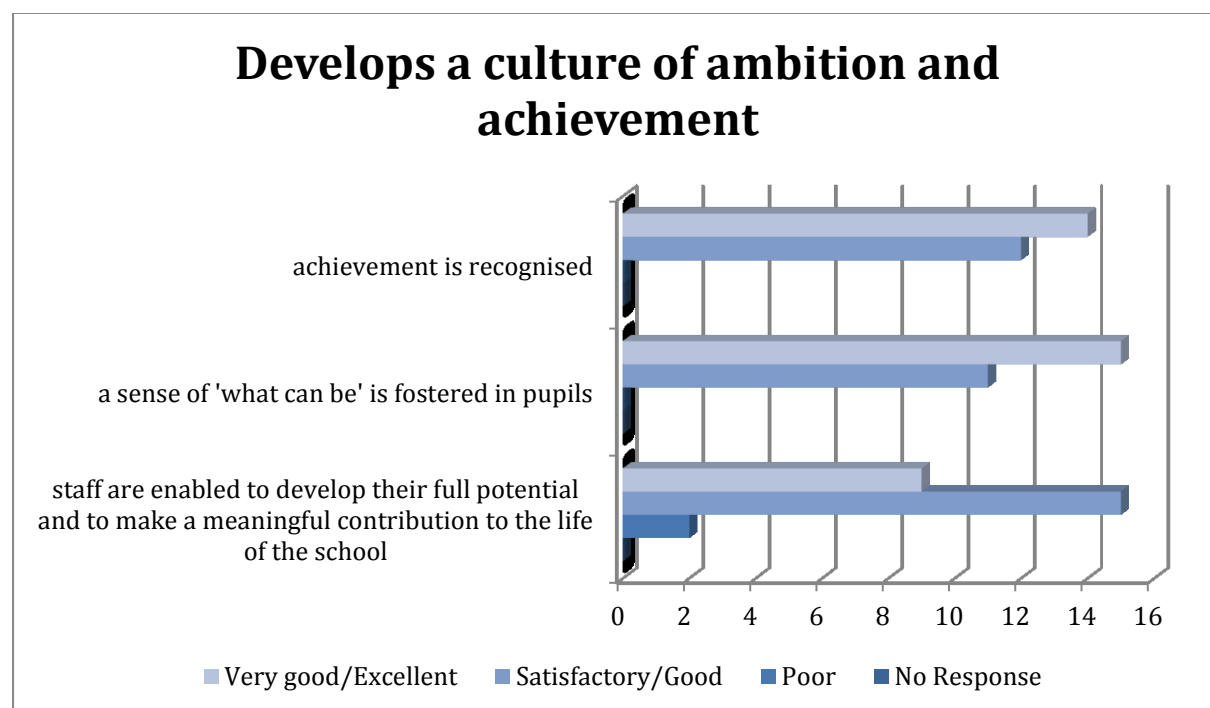 Develops a culture of ambition and
achievement
achievement is recognised
a sense of 'what can be' is fostered in pupils
staff are enabled to develop their full potential
and to make a meaningful contribution to the life
of the school
0 2 4 6 8 10 12 14 16
Very good/Excellent Satisfactory/Good Poor No Response